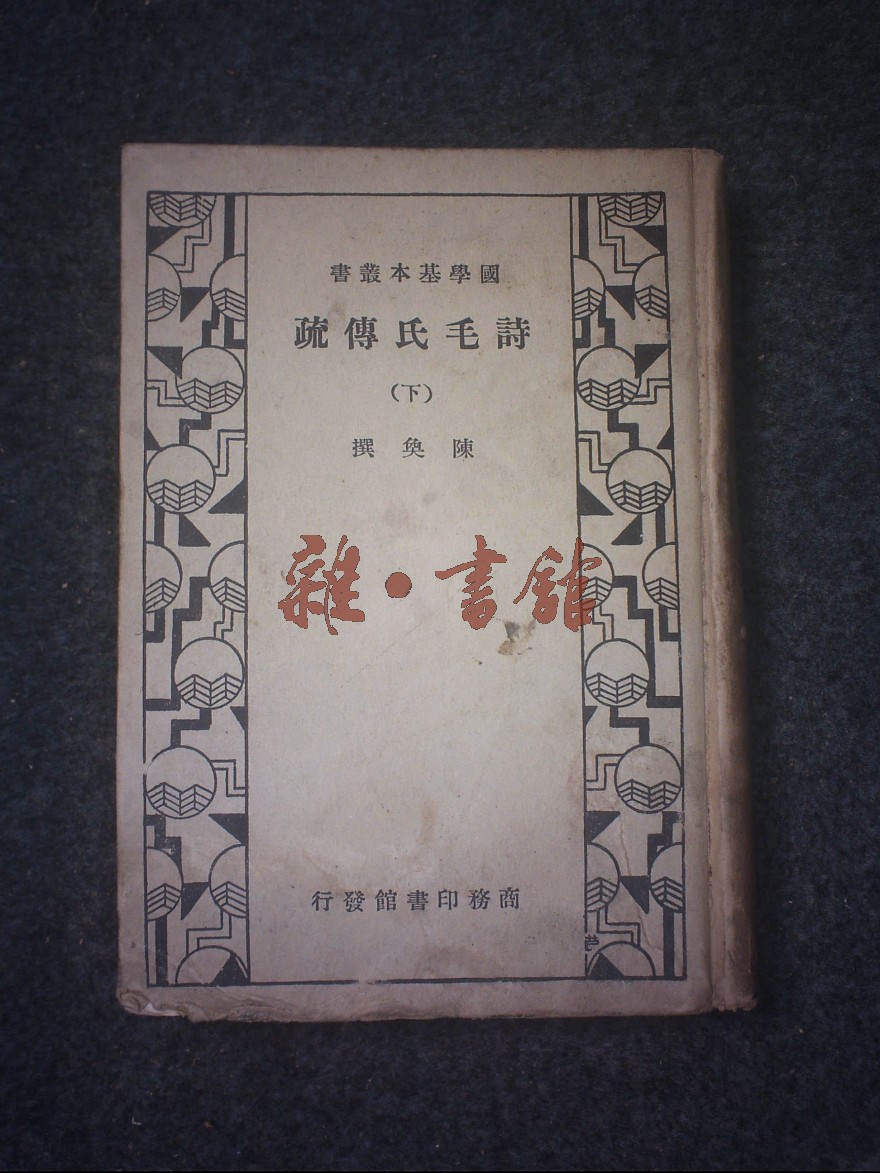 國學基本叢書
詩毛氏傳疏
（下）
陳奐撰
雜·書館
商務印書館發行